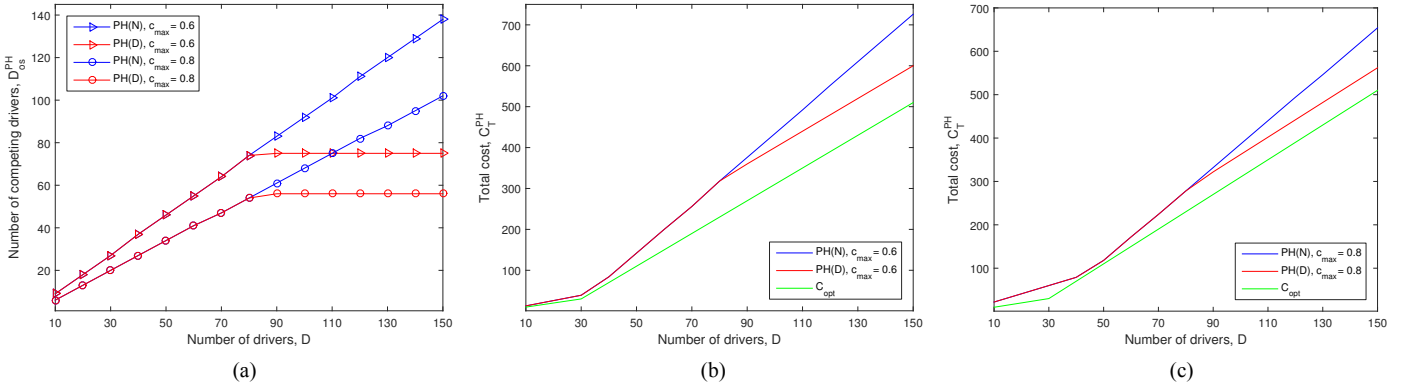 Number of competing drivers, D_os^PH
140
120
100
80
60
40
20
10 30 50 70 90 110 130 150
Number of drivers, D
PH(N), c_max = 0.6
PH(D), c_max = 0.6
PH(N), c_max = 0.8
PH(D), c_max = 0.8
(a)
Total cost, C_T^PH
700
600
500
400
300
200
100
10 30 50 70 90 110 130 150
Number of drivers, D
PH(N), c_max = 0.6
PH(D), c_max = 0.6
C_opt
(b)
Total cost, C_T^PH
700
600
500
400
300
200
100
10 30 50 70 90 110 130 150
Number of drivers, D
PH(N), c_max = 0.8
PH(D), c_max = 0.8
C_opt
(c)